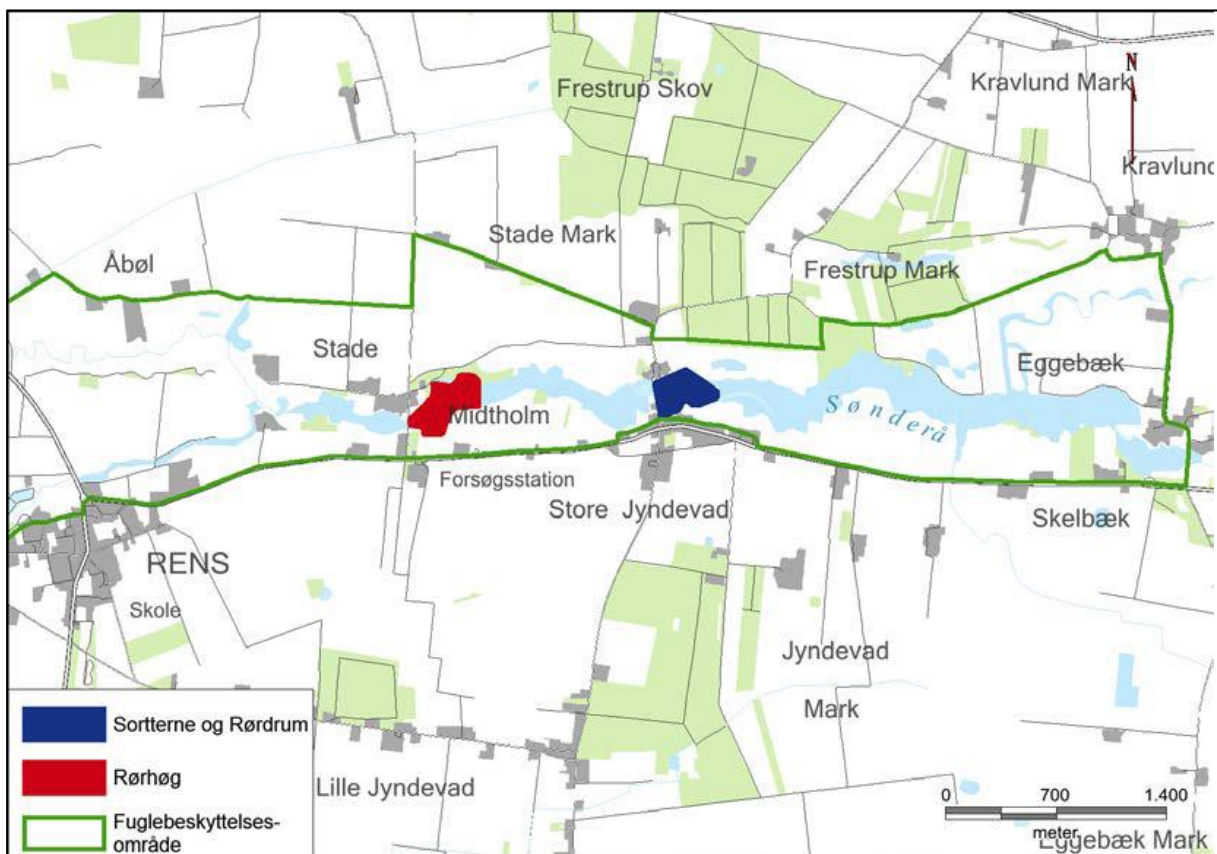 N
Frestrup Skov
Kravlund Mark
Kravlund
Stade Mark
Åbøl
Frestrup Mark
Stade
Eggebæk
Midtholm
Sønderå
Forsøgsstation
Store Jyndevad
Skelbæk
RENS
Skole
Jyndevad
Mark
Sortterne og Rørdrum
Rørhøg
Lille Jyndevad
0 700 1.400
meter
Eggebæk Mark
Fuglebeskyttelses-
område